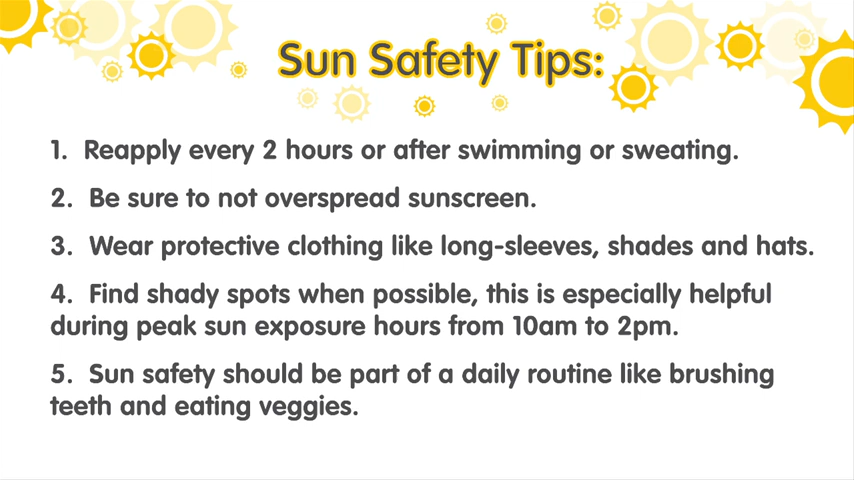 Sun Safety Tips:
1. Reapply every 2 hours or after swimming or sweating.
2. Be sure to not overspread sunscreen.
3. Wear protective clothing like long-sleeves, shades and hats.
4. Find shady spots when possible, this is especially helpful
during peak sun exposure hours from 10am to 2pm.
5. Sun safety should be part of a daily routine like brushing
teeth and eating veggies.